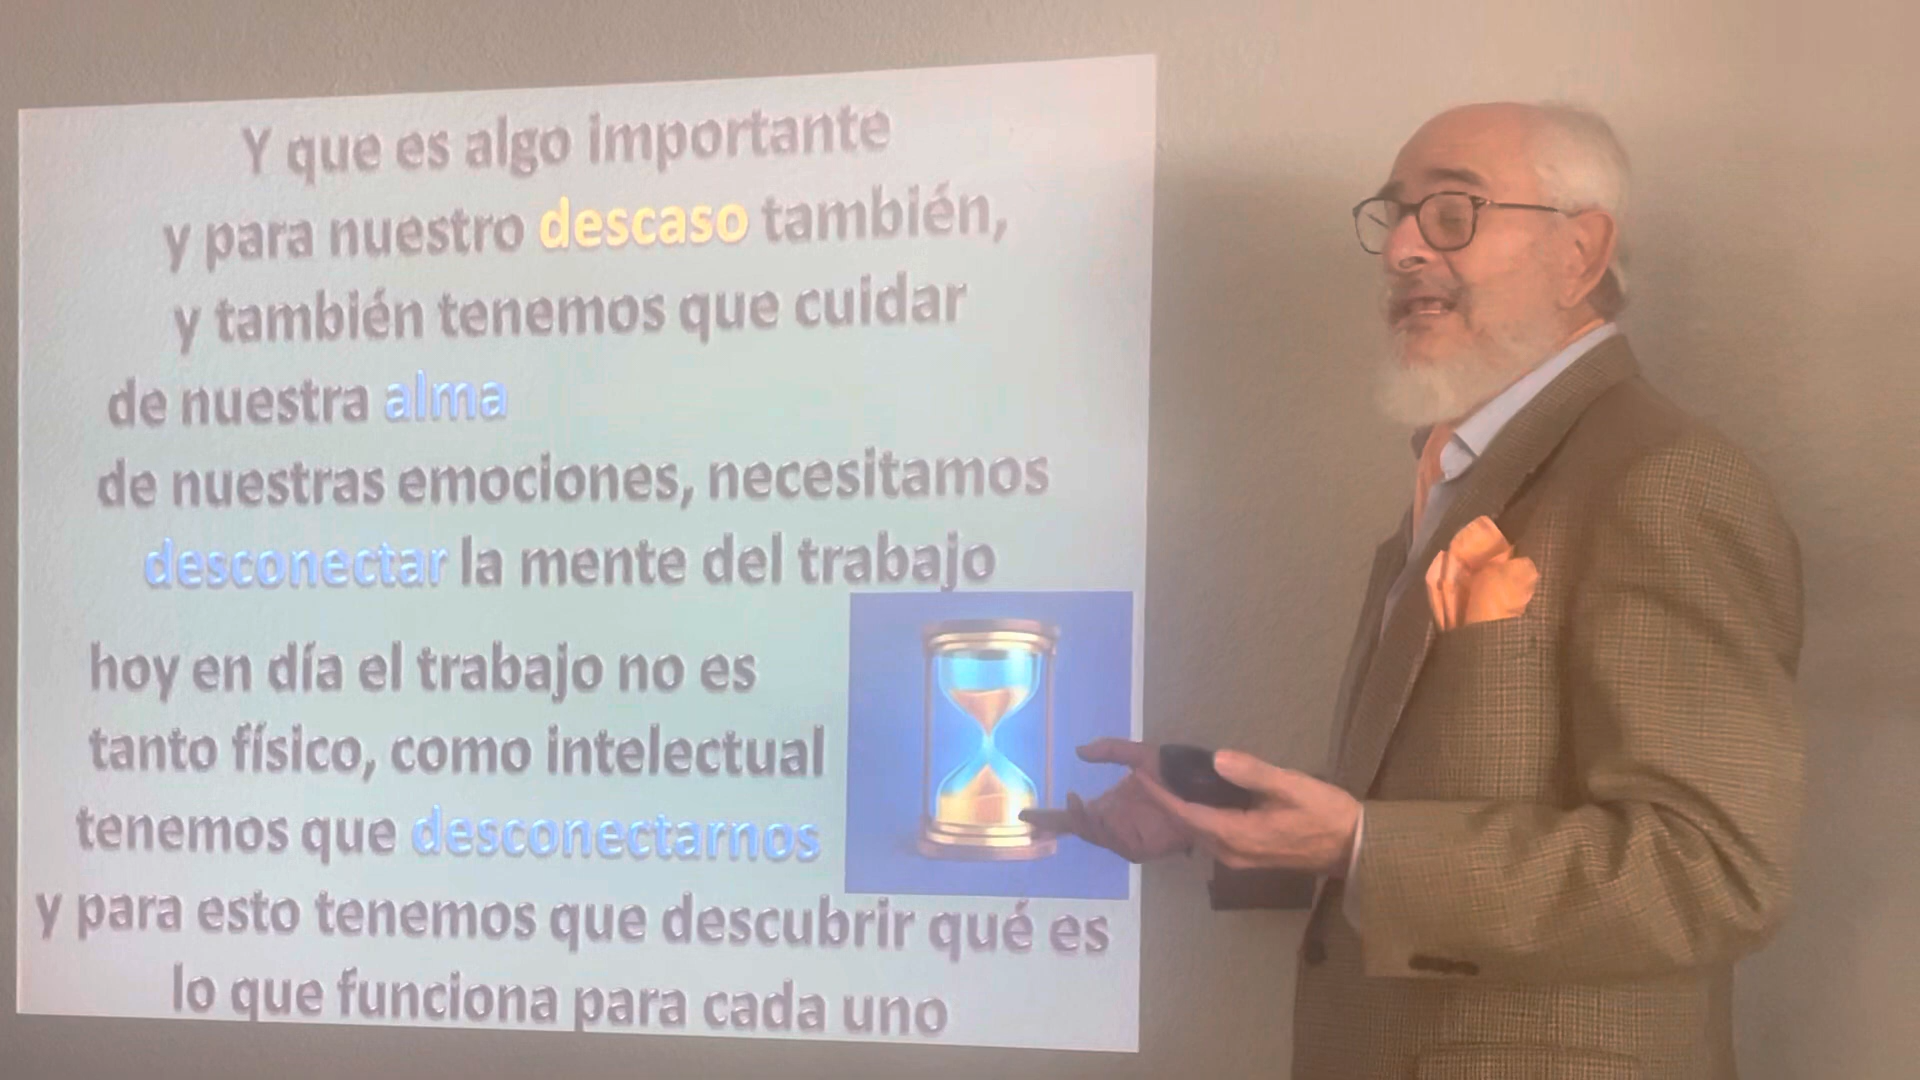 Y que es algo importante
y para nuestro descaso también,
y también tenemos que cuidar
de nuestra alma
de nuestras emociones, necesitamos
desconectar la mente del trabajo
hoy en día el trabajo no es
tanto físico, como intelectual
tenemos que desconectarnos
y para esto tenemos que descubrir qué es
lo que funciona para cada uno